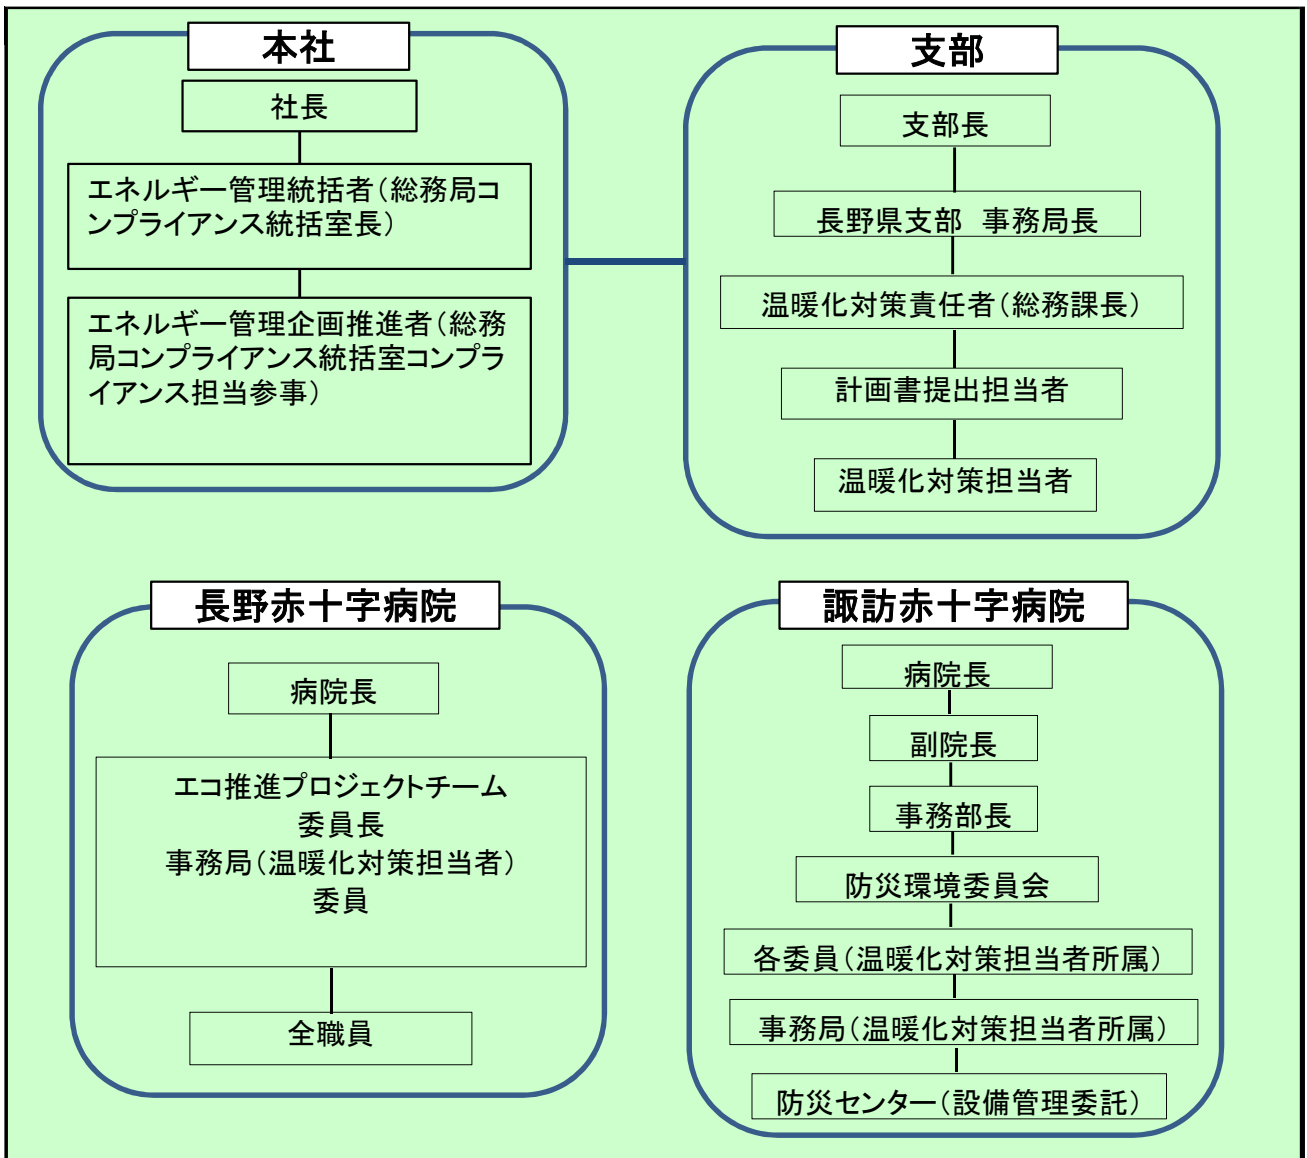 本社
社長
エネルギー管理統括者（総務局コ
ンプライアンス統括室長）
エネルギー管理企画推進者（総務
局コンプライアンス統括室コンプラ
イアンス担当参事）
支部
支部長
長野県支部 事務局長
温暖化対策責任者（総務課長）
計画書提出担当者
温暖化対策担当者
長野赤十字病院
病院長
エコ推進プロジェクトチーム
委員長
事務局（温暖化対策担当者）
委員
全職員
諏訪赤十字病院
病院長
副院長
事務部長
防災環境委員会
各委員（温暖化対策担当者所属）
事務局（温暖化対策担当者所属）
防災センター（設備管理委託）